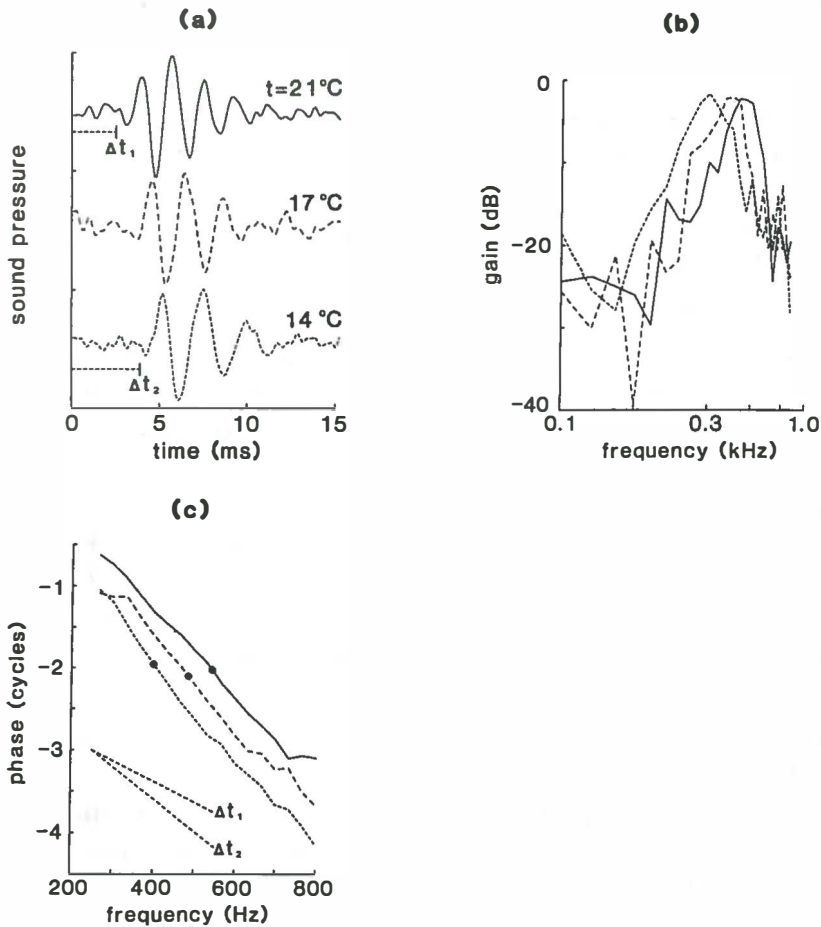 (a)
t=21°C
Δt₁
17°C
14°C
Δt₂
sound pressure
0 5 10 15
time (ms)
(b)
0
-20
-40
gain (dB)
0.1 0.3 1.0
frequency (kHz)
(c)
-1
-2
-3
-4
phase (cycles)
Δt₁
Δt₂
200 400 600 800
frequency (Hz)